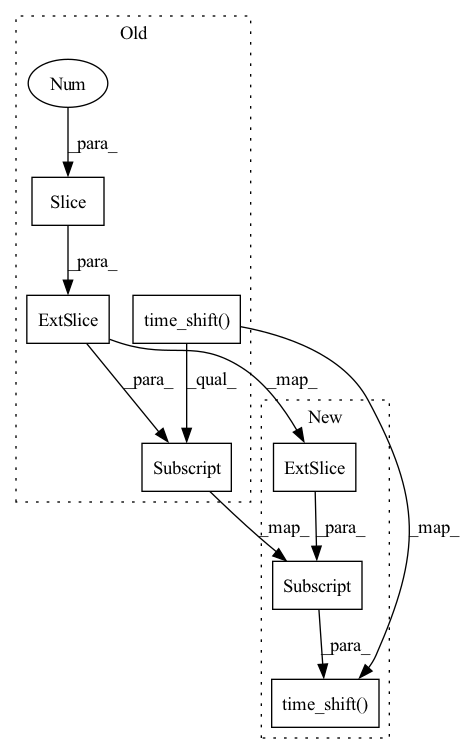 Old
Num
_para_
Slice
_para_
ExtSlice
time_shift()
_para_
_qual_
_map_
New
Subscript
ExtSlice
_map_
_para_
_map_
Subscript
_para_
time_shift()